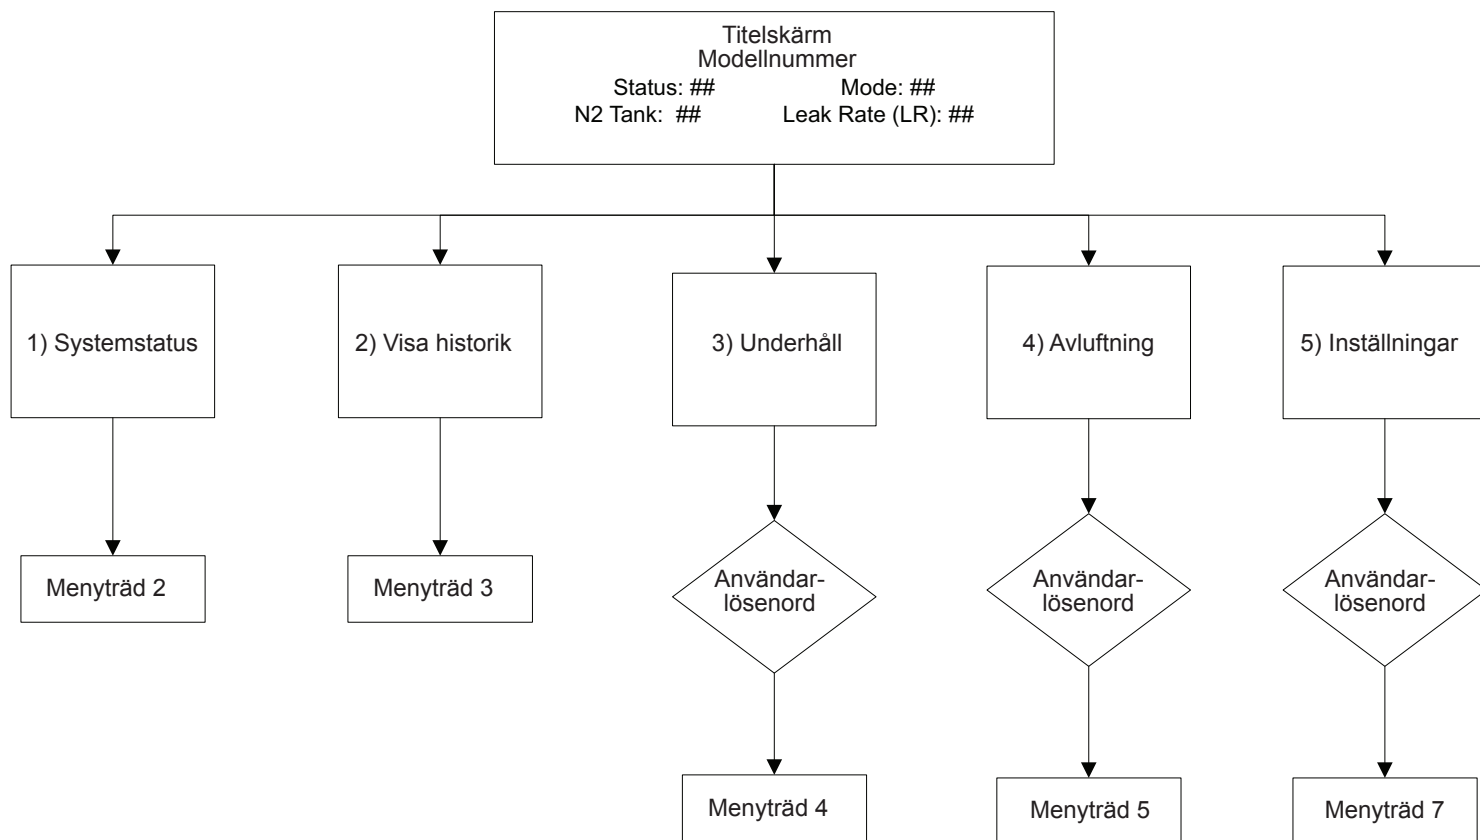 Titelskärm
Modellnummer
Status: ## Mode: ##
N2 Tank: ## Leak Rate (LR): ##
1) Systemstatus
2) Visa historik
3) Underhåll
4) Avluftning
5) Inställningar
Menyträd 2
Menyträd 3
Användar-
lösenord
Användar-
lösenord
Användar-
lösenord
Menyträd 4
Menyträd 5
Menyträd 7